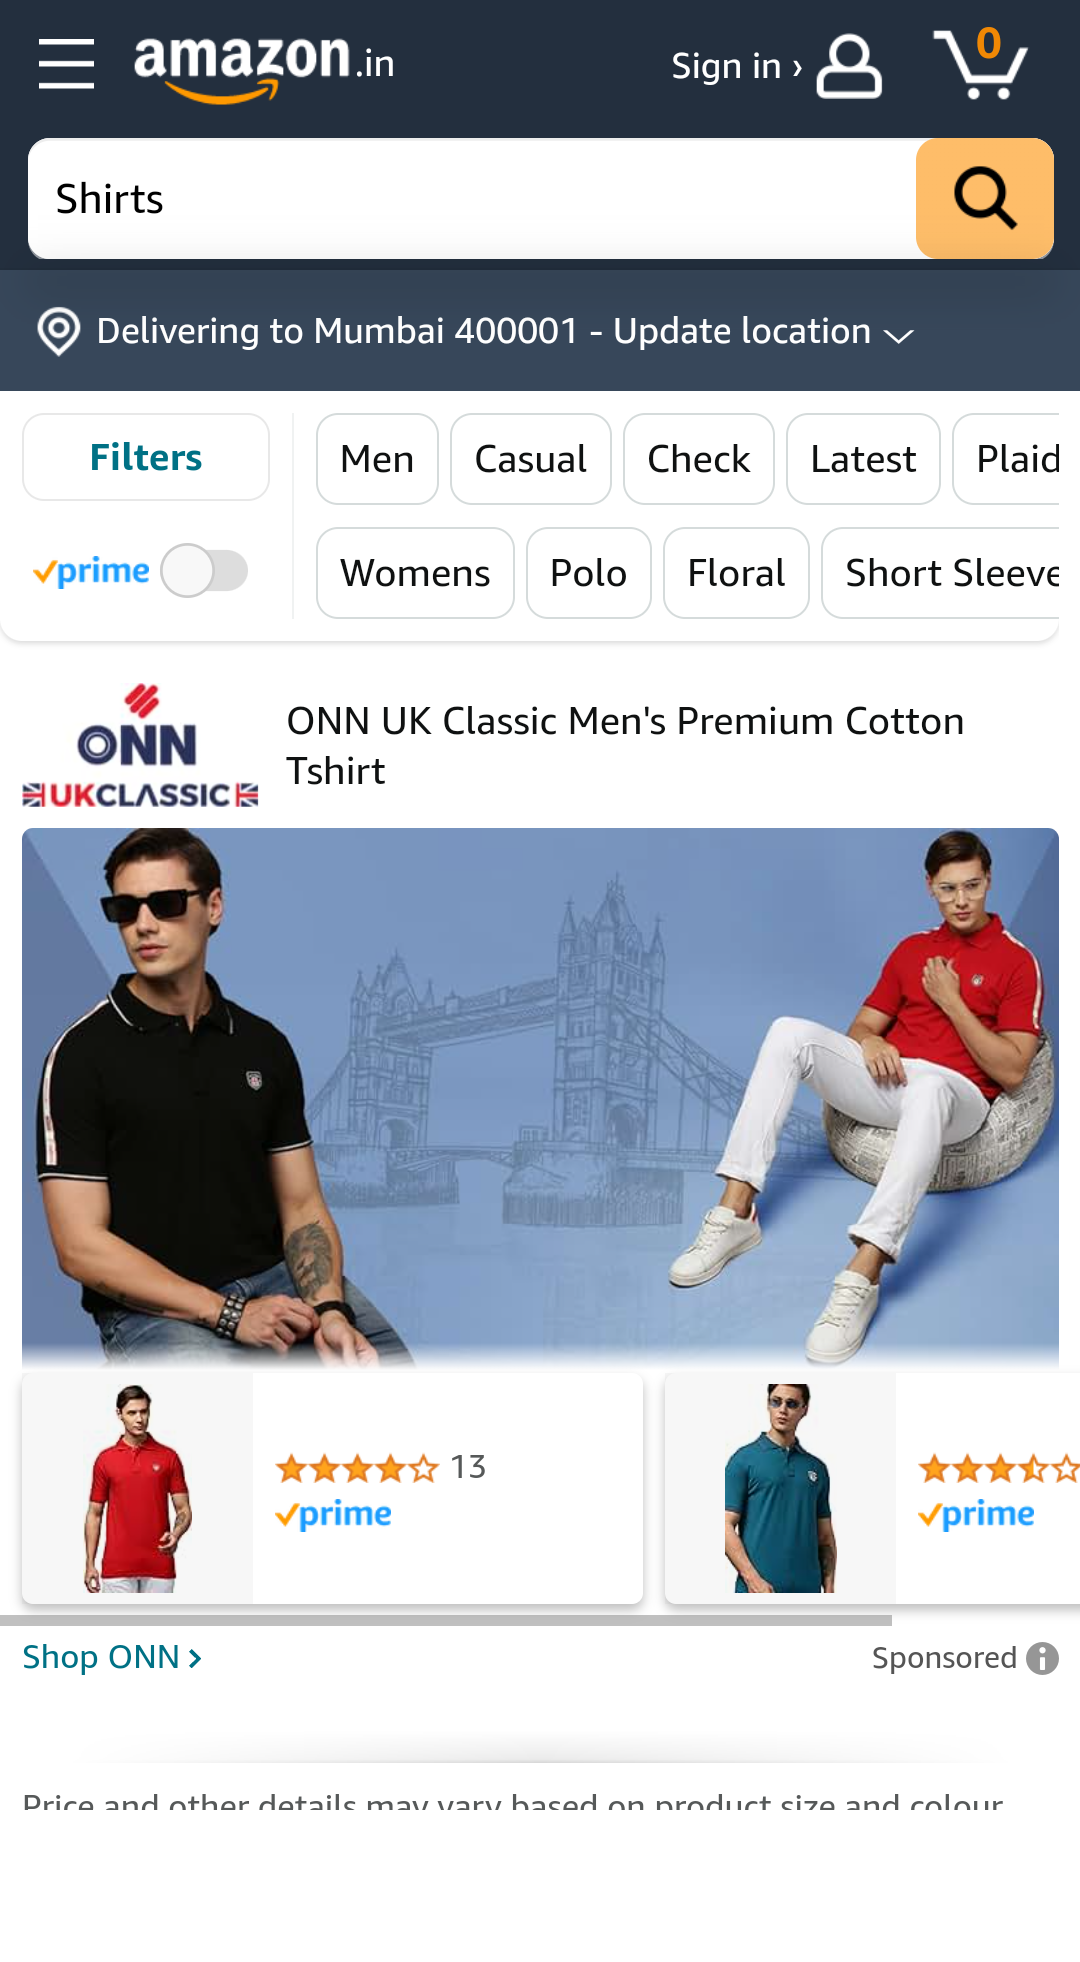 amazon.in
Sign in ›
0
Shirts
Delivering to Mumbai 400001 - Update location
Filters
Men
Casual
Check
Latest
Plaid
prime
Womens
Polo
Floral
Short Sleeve
ONN
UKCLASSIC
ONN UK Classic Men's Premium Cotton
Tshirt
13
prime
prime
Shop ONN ›
Sponsored
Price and other details may vary based on product size and colour